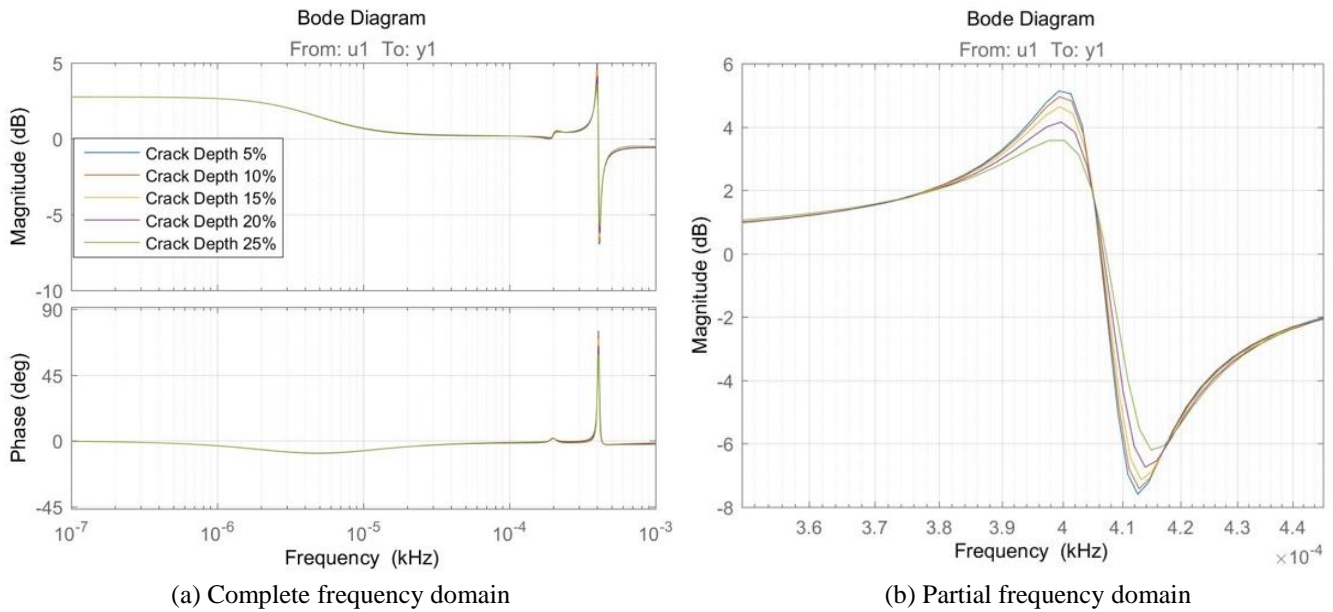 Bode Diagram
From: u1 To: y1
Magnitude (dB)
5
0
-5
-10
Crack Depth 5%
Crack Depth 10%
Crack Depth 15%
Crack Depth 20%
Crack Depth 25%
Phase (deg)
90
45
0
-45
10^-7
10^-6
10^-5
10^-4
10^-3
Frequency (kHz)
(a) Complete frequency domain
Bode Diagram
From: u1 To: y1
Magnitude (dB)
6
4
2
0
-2
-4
-6
-8
3.6
3.7
3.8
3.9
4
4.1
4.2
4.3
4.4
×10^-4
Frequency (kHz)
(b) Partial frequency domain